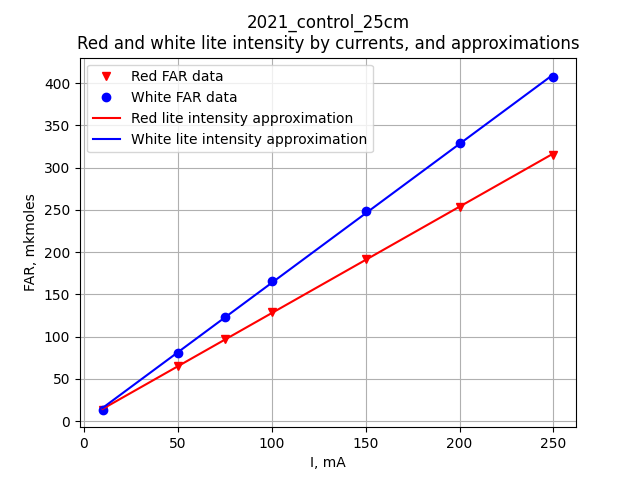 2021_control_25cm
Red and white lite intensity by currents, and approximations
Red FAR data
White FAR data
Red lite intensity approximation
White lite intensity approximation
FAR, mkmoles
400
350
300
250
200
150
100
50
0
0 50 100 150 200 250
I, mA